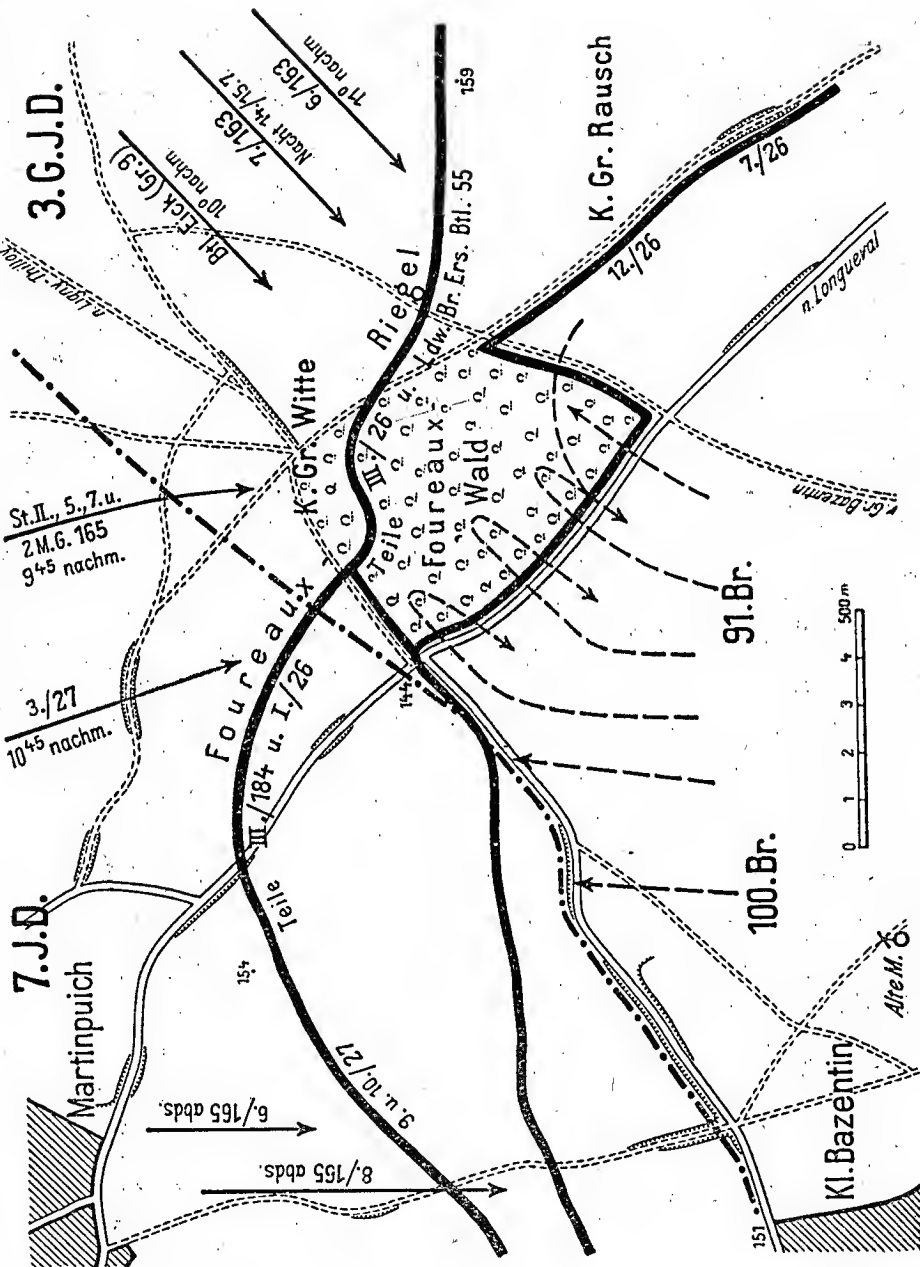 7.J.D.
3.G.J.D.
Martinpuich
3./27
10⁴⁵ nachm.
St.II., 5.,7.u.
2 M.G. 165
9⁴⁵ nachm.
n. Ligny-Thilloy
Btl. Eick (Gr. 9)
10⁰ nachm.
7./163
Nacht 14./15.7.
6./163
11⁰ nachm
6./165 abds.
8./165 abds.
154
159
Foureaux
Riegel
K. Gr. Witte
Teile
III./184 u. I./26
9. u. 10./27
Teile
III/26 u. Ldw. Br. Ers. Btl. 55
Foureaux-
Wald
144
K. Gr. Rausch
12./26
7./26
n. Longueval
v. Gr. Bazentin
91.Br.
100.Br.
0 1 2 3 4 500 m
Alte M.
Kl. Bazentin
151